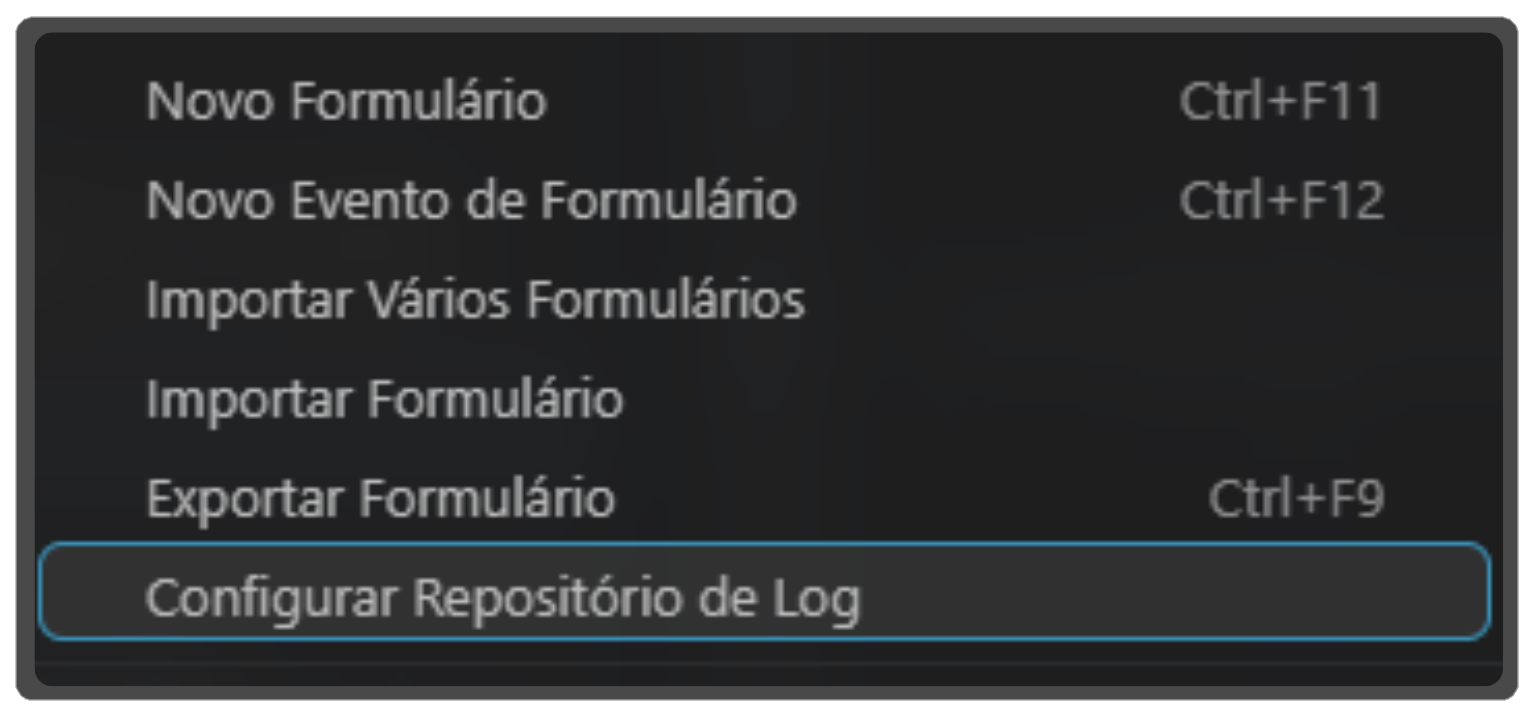 Novo Formulário Ctrl+F11
Novo Evento de Formulário Ctrl+F12
Importar Vários Formulários
Importar Formulário
Exportar Formulário Ctrl+F9
Configurar Repositório de Log